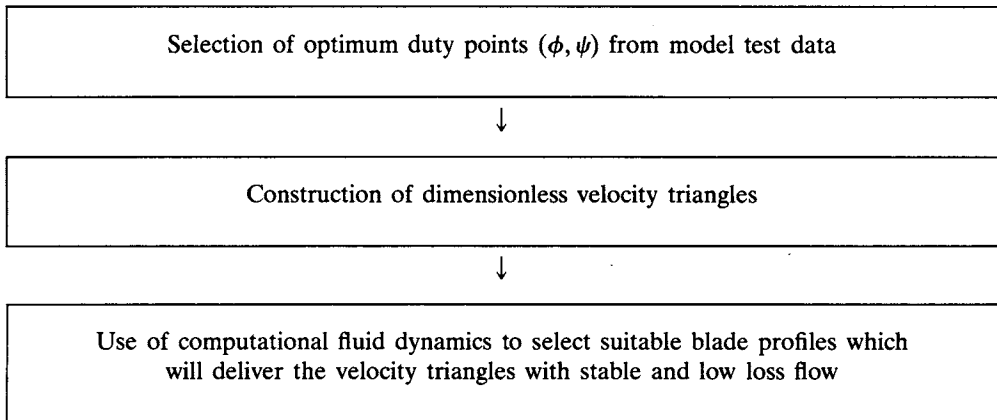 Selection of optimum duty points (ϕ, ψ) from model test data
↓
Construction of dimensionless velocity triangles
↓
Use of computational fluid dynamics to select suitable blade profiles which
will deliver the velocity triangles with stable and low loss flow